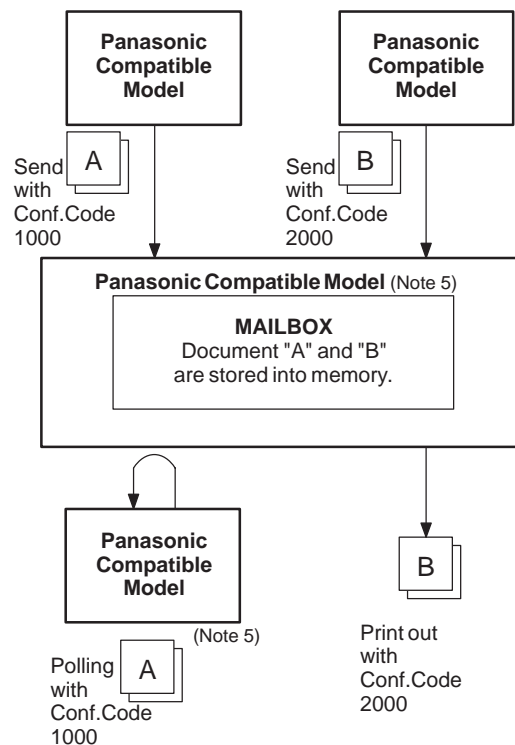 Panasonic
Compatible
Model
Panasonic
Compatible
Model
A
Send
with
Conf.Code
1000
B
Send
with
Conf.Code
2000
Panasonic Compatible Model (Note 5)
MAILBOX
Document "A" and "B"
are stored into memory.
Panasonic
Compatible
Model
(Note 5)
A
Polling
with
Conf.Code
1000
B
Print out
with
Conf.Code
2000